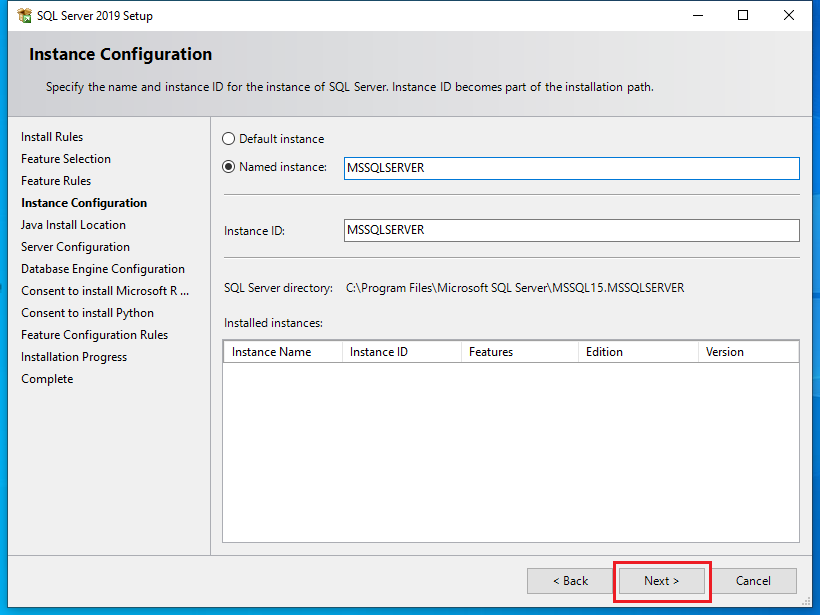 SQL Server 2019 Setup
Instance Configuration
Specify the name and instance ID for the instance of SQL Server. Instance ID becomes part of the installation path.
Install Rules
Feature Selection
Feature Rules
Instance Configuration
Java Install Location
Server Configuration
Database Engine Configuration
Consent to install Microsoft R ...
Consent to install Python
Feature Configuration Rules
Installation Progress
Complete
Default instance
Named instance: MSSQLSERVER
Instance ID: MSSQLSERVER
SQL Server directory: C:\Program Files\Microsoft SQL Server\MSSQL15.MSSQLSERVER
Installed instances:
Instance Name Instance ID Features Edition Version
< Back Next > Cancel